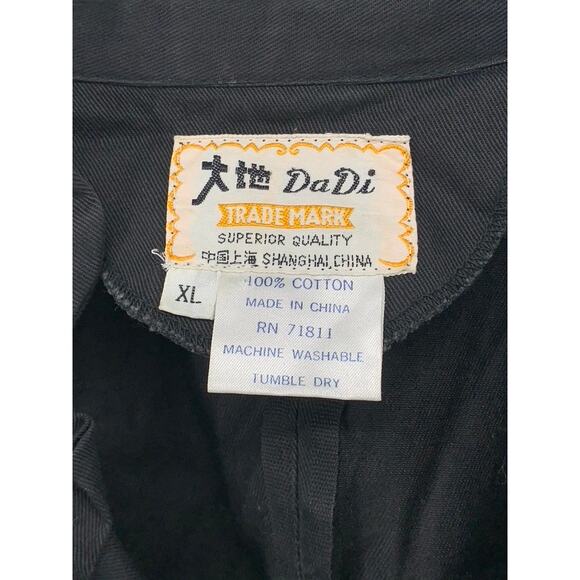 大地 DaDi
TRADE MARK
SUPERIOR QUALITY
中国上海 SHANGHAI,CHINA
XL
100% COTTON
MADE IN CHINA
RN 71811
MACHINE WASHABLE
TUMBLE DRY